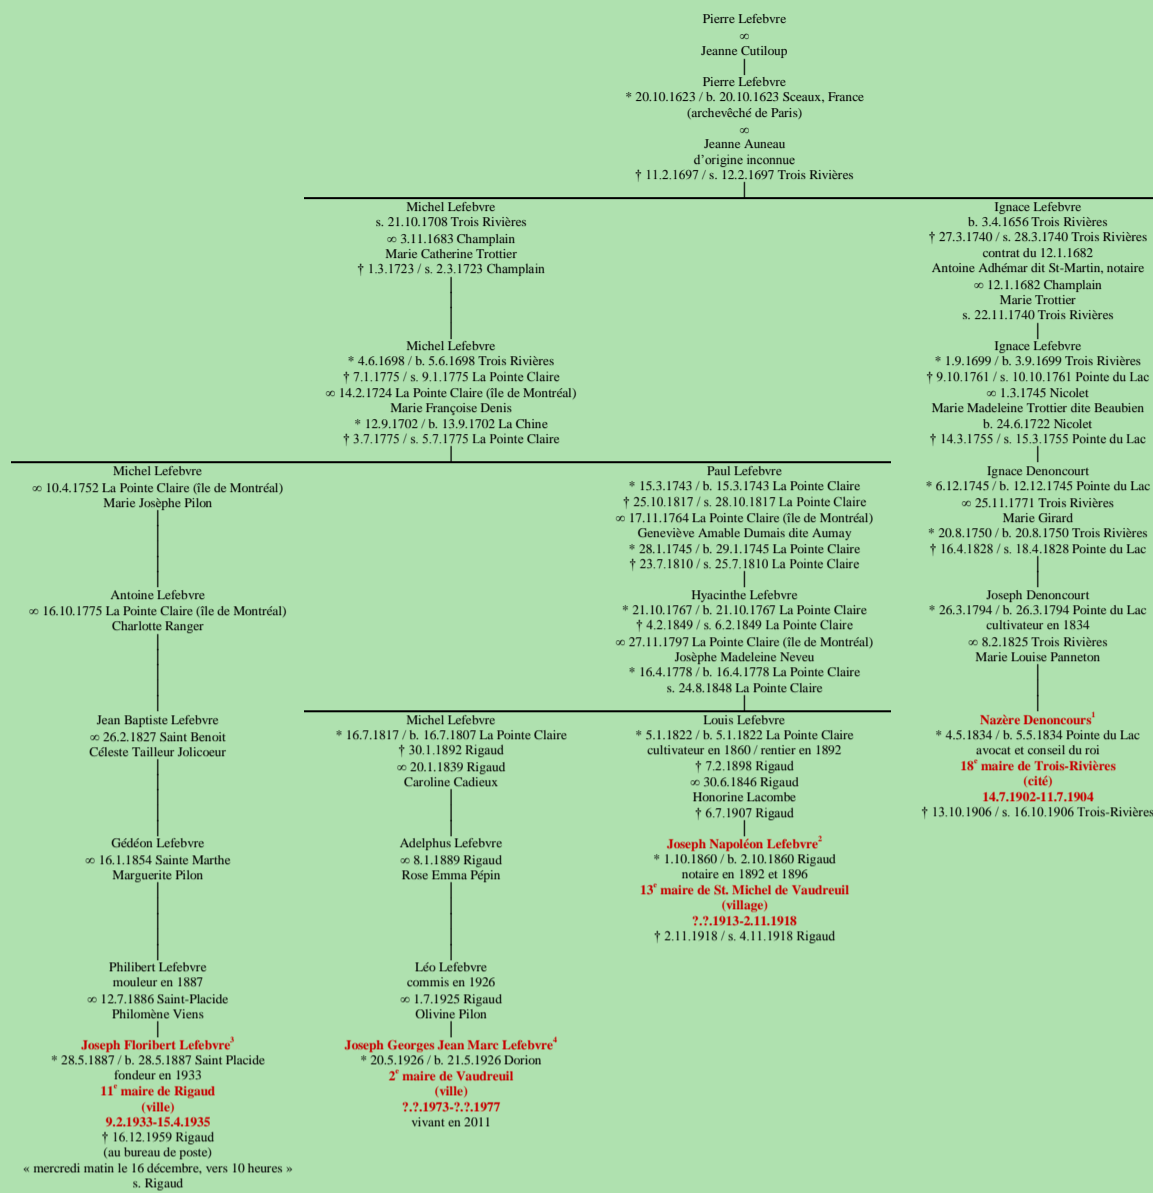 Pierre Lefebvre
∞
Jeanne Cutiloup
Pierre Lefebvre
* 20.10.1623 / b. 20.10.1623 Sceaux, France
(archevêché de Paris)
∞
Jeanne Auneau
d'origine inconnue
† 11.2.1697 / s. 12.2.1697 Trois Rivières
Michel Lefebvre
s. 21.10.1708 Trois Rivières
∞ 3.11.1683 Champlain
Marie Catherine Trottier
† 1.3.1723 / s. 2.3.1723 Champlain
Ignace Lefebvre
b. 3.4.1656 Trois Rivières
† 27.3.1740 / s. 28.3.1740 Trois Rivières
contrat du 12.1.1682
Antoine Adhémar dit St-Martin, notaire
∞ 12.1.1682 Champlain
Marie Trottier
s. 22.11.1740 Trois Rivières
Michel Lefebvre
* 4.6.1698 / b. 5.6.1698 Trois Rivières
† 7.1.1775 / s. 9.1.1775 La Pointe Claire
∞ 14.2.1724 La Pointe Claire (île de Montréal)
Marie Françoise Denis
* 12.9.1702 / b. 13.9.1702 La Chine
† 3.7.1775 / s. 5.7.1775 La Pointe Claire
Ignace Lefebvre
* 1.9.1699 / b. 3.9.1699 Trois Rivières
† 9.10.1761 / s. 10.10.1761 Pointe du Lac
∞ 1.3.1745 Nicolet
Marie Madeleine Trottier dite Beaubien
b. 24.6.1722 Nicolet
† 14.3.1755 / s. 15.3.1755 Pointe du Lac
Michel Lefebvre
∞ 10.4.1752 La Pointe Claire (île de Montréal)
Marie Josèphe Pilon
Paul Lefebvre
* 15.3.1743 / b. 15.3.1743 La Pointe Claire
† 25.10.1817 / s. 28.10.1817 La Pointe Claire
∞ 17.11.1764 La Pointe Claire (île de Montréal)
Geneviève Amable Dumais dite Aumay
* 28.1.1745 / b. 29.1.1745 La Pointe Claire
† 23.7.1810 / s. 25.7.1810 La Pointe Claire
Ignace Denoncourt
* 6.12.1745 / b. 12.12.1745 Pointe du Lac
∞ 25.11.1771 Trois Rivières
Marie Girard
* 20.8.1750 / b. 20.8.1750 Trois Rivières
† 16.4.1828 / s. 18.4.1828 Pointe du Lac
Antoine Lefebvre
∞ 16.10.1775 La Pointe Claire (île de Montréal)
Charlotte Ranger
Hyacinthe Lefebvre
* 21.10.1767 / b. 21.10.1767 La Pointe Claire
† 4.2.1849 / s. 6.2.1849 La Pointe Claire
∞ 27.11.1797 La Pointe Claire (île de Montréal)
Josèphe Madeleine Neveu
* 16.4.1778 / b. 16.4.1778 La Pointe Claire
s. 24.8.1848 La Pointe Claire
Joseph Denoncourt
* 26.3.1794 / b. 26.3.1794 Pointe du Lac
cultivateur en 1834
∞ 8.2.1825 Trois Rivières
Marie Louise Panneton
Jean Baptiste Lefebvre
∞ 26.2.1827 Saint Benoit
Céleste Tailleur Jolicoeur
Michel Lefebvre
* 16.7.1817 / b. 16.7.1807 La Pointe Claire
† 30.1.1892 Rigaud
∞ 20.1.1839 Rigaud
Caroline Cadieux
Louis Lefebvre
* 5.1.1822 / b. 5.1.1822 La Pointe Claire
cultivateur en 1860 / rentier en 1892
† 7.2.1898 Rigaud
∞ 30.6.1846 Rigaud
Honorine Lacombe
† 6.7.1907 Rigaud
Nazère Denoncours¹
* 4.5.1834 / b. 5.5.1834 Pointe du Lac
avocat et conseil du roi
18e maire de Trois-Rivières
(cité)
14.7.1902-11.7.1904
† 13.10.1906 / s. 16.10.1906 Trois-Rivières
Gédéon Lefebvre
∞ 16.1.1854 Sainte Marthe
Marguerite Pilon
Adelphus Lefebvre
∞ 8.1.1889 Rigaud
Rose Emma Pépin
Joseph Napoléon Lefebvre²
* 1.10.1860 / b. 2.10.1860 Rigaud
notaire en 1892 et 1896
13e maire de St. Michel de Vaudreuil
(village)
?.?.1913-2.11.1918
† 2.11.1918 / s. 4.11.1918 Rigaud
Philibert Lefebvre
mouleur en 1887
∞ 12.7.1886 Saint-Placide
Philomène Viens
Léo Lefebvre
commis en 1926
∞ 1.7.1925 Rigaud
Olivine Pilon
Joseph Floribert Lefebvre³
* 28.5.1887 / b. 28.5.1887 Saint Placide
fondeur en 1933
11e maire de Rigaud
(ville)
9.2.1933-15.4.1935
† 16.12.1959 Rigaud
(au bureau de poste)
« mercredi matin le 16 décembre, vers 10 heures »
s. Rigaud
Joseph Georges Jean Marc Lefebvre⁴
* 20.5.1926 / b. 21.5.1926 Dorion
2e maire de Vaudreuil
(ville)
?.?.1973-?.?.1977
vivant en 2011